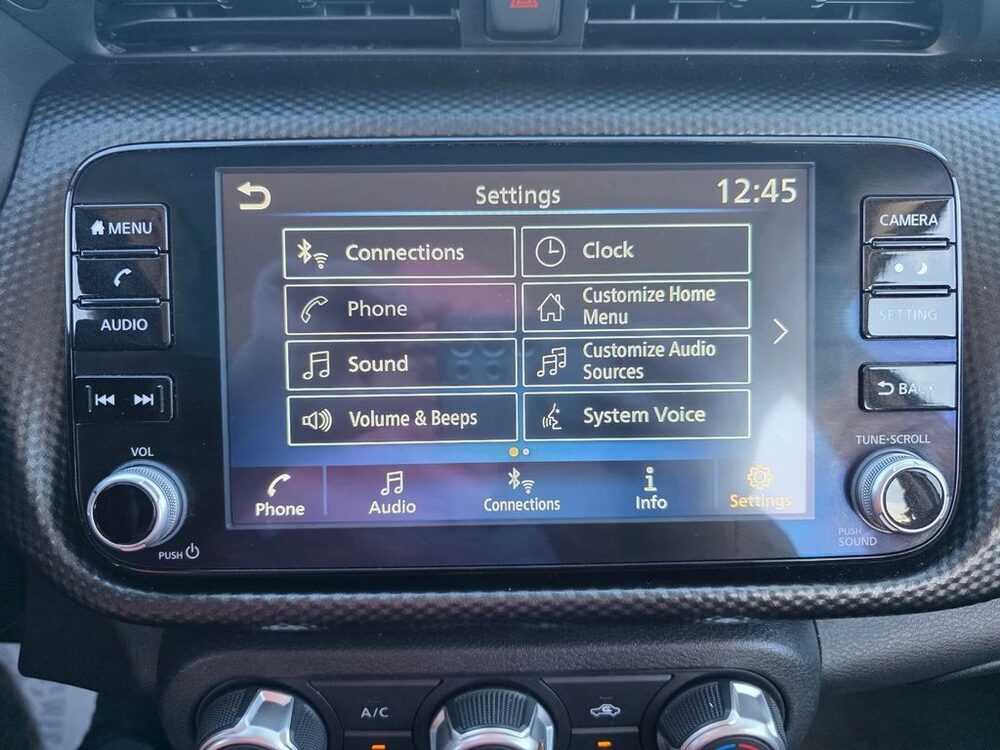 Settings
12:45
MENU
AUDIO
VOL
PUSH
Connections
Clock
Phone
Customize Home
Menu
Sound
Customize Audio
Sources
Volume & Beeps
System Voice
Phone
Audio
Connections
Info
Settings
CAMERA
SETTING
BACK
TUNE·SCROLL
PUSH
SOUND
A/C